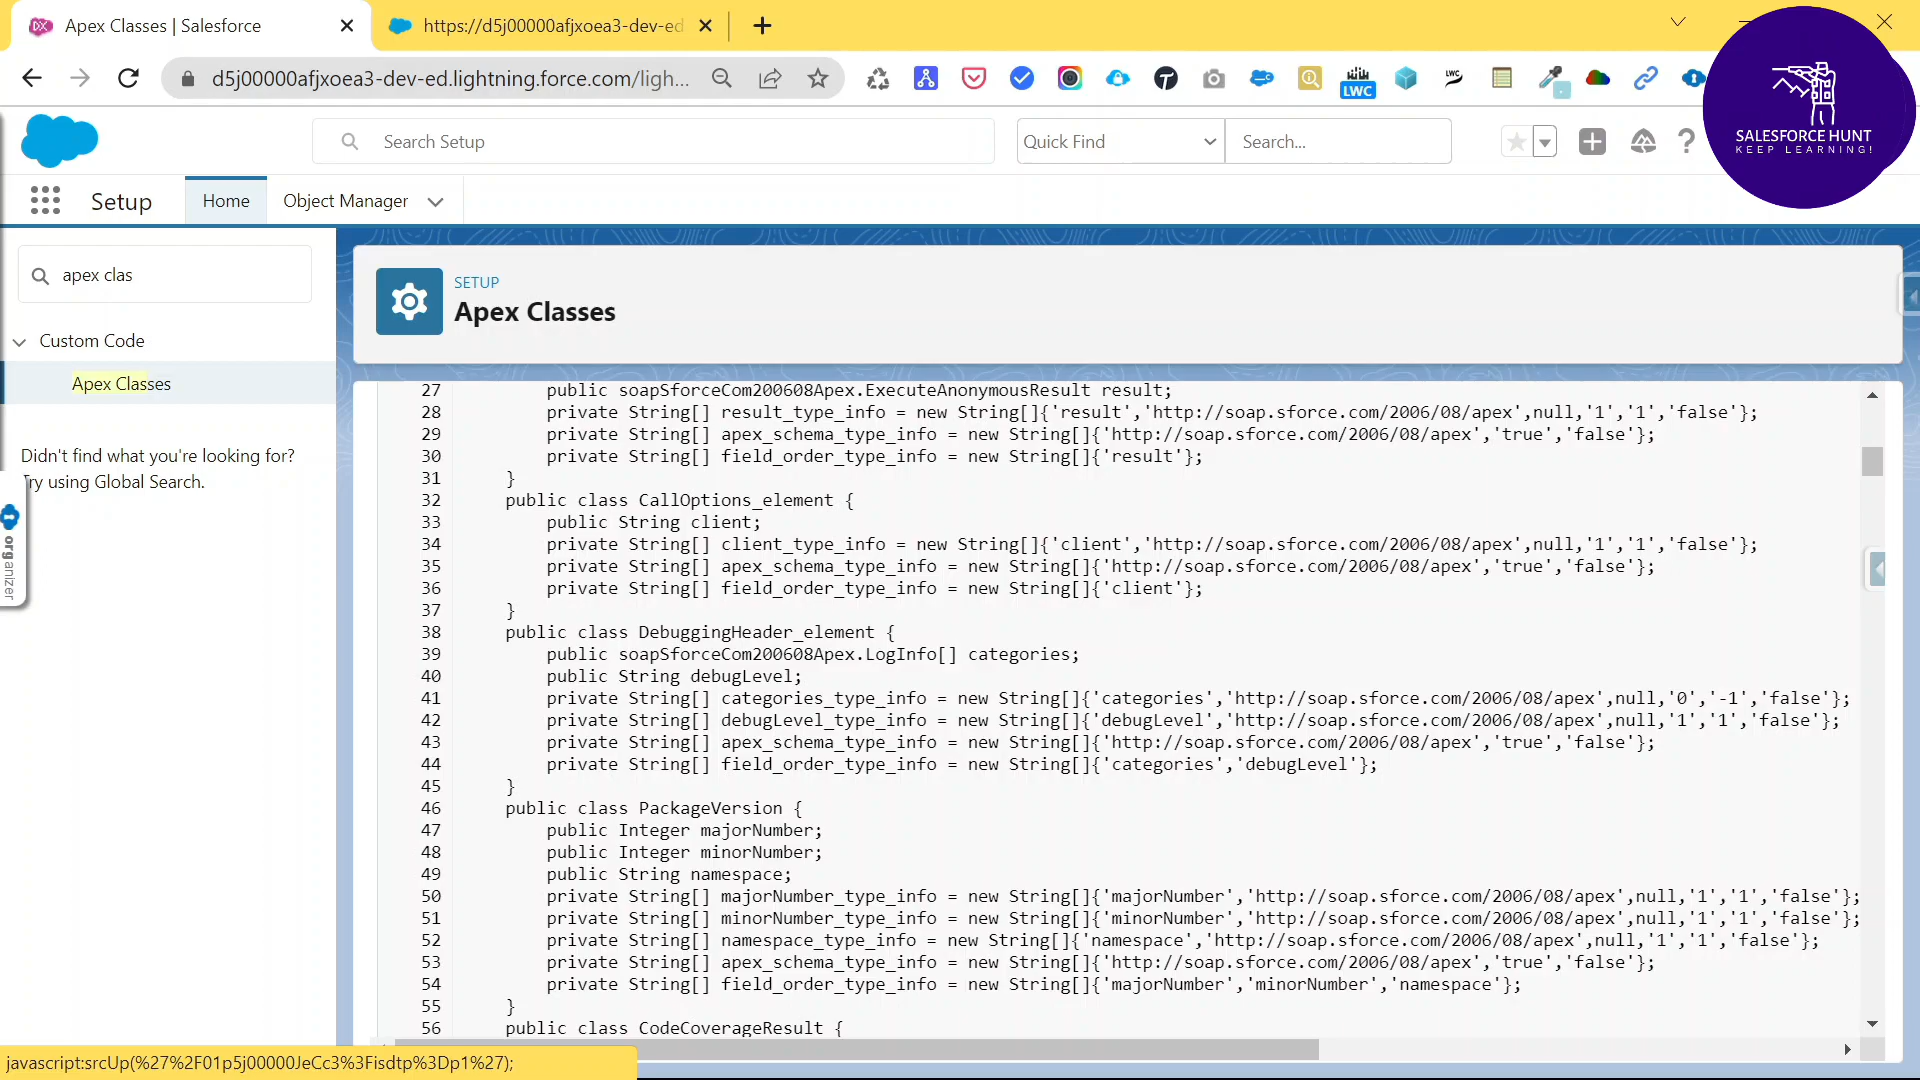 Apex Classes | Salesforce
https://d5j00000afjxoea3-dev-ed
d5j00000afjxoea3-dev-ed.lightning.force.com/ligh...
LWC
LWC
SALESFORCE HUNT
KEEP LEARNING!
Search Setup
Quick Find
Search...
Setup
Home
Object Manager
apex clas
Custom Code
Apex Classes
Didn't find what you're looking for?
Try using Global Search.
organizer
SETUP
Apex Classes
27 public soapSforceCom200608Apex.ExecuteAnonymousResult result;
28 private String[] result_type_info = new String[]{'result','http://soap.sforce.com/2006/08/apex',null,'1','1','false'};
29 private String[] apex_schema_type_info = new String[]{'http://soap.sforce.com/2006/08/apex','true','false'};
30 private String[] field_order_type_info = new String[]{'result'};
31 }
32 public class CallOptions_element {
33 public String client;
34 private String[] client_type_info = new String[]{'client','http://soap.sforce.com/2006/08/apex',null,'1','1','false'};
35 private String[] apex_schema_type_info = new String[]{'http://soap.sforce.com/2006/08/apex','true','false'};
36 private String[] field_order_type_info = new String[]{'client'};
37 }
38 public class DebuggingHeader_element {
39 public soapSforceCom200608Apex.LogInfo[] categories;
40 public String debugLevel;
41 private String[] categories_type_info = new String[]{'categories','http://soap.sforce.com/2006/08/apex',null,'0','-1','false'};
42 private String[] debugLevel_type_info = new String[]{'debugLevel','http://soap.sforce.com/2006/08/apex',null,'1','1','false'};
43 private String[] apex_schema_type_info = new String[]{'http://soap.sforce.com/2006/08/apex','true','false'};
44 private String[] field_order_type_info = new String[]{'categories','debugLevel'};
45 }
46 public class PackageVersion {
47 public Integer majorNumber;
48 public Integer minorNumber;
49 public String namespace;
50 private String[] majorNumber_type_info = new String[]{'majorNumber','http://soap.sforce.com/2006/08/apex',null,'1','1','false'};
51 private String[] minorNumber_type_info = new String[]{'minorNumber','http://soap.sforce.com/2006/08/apex',null,'1','1','false'};
52 private String[] namespace_type_info = new String[]{'namespace','http://soap.sforce.com/2006/08/apex',null,'1','1','false'};
53 private String[] apex_schema_type_info = new String[]{'http://soap.sforce.com/2006/08/apex','true','false'};
54 private String[] field_order_type_info = new String[]{'majorNumber','minorNumber','namespace'};
55 }
56 public class CodeCoverageResult {
javascript:srcUp(%27%2F01p5j00000JeCc3%3Fisdtp%3Dp1%27);